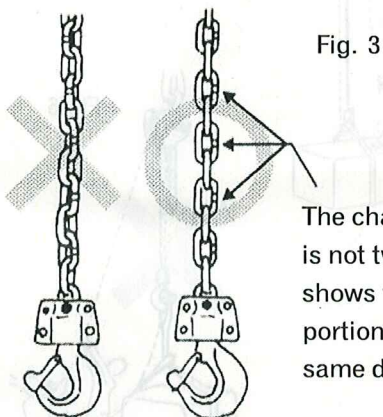 Fig. 3
The cha
is not tw
shows
portion
same d